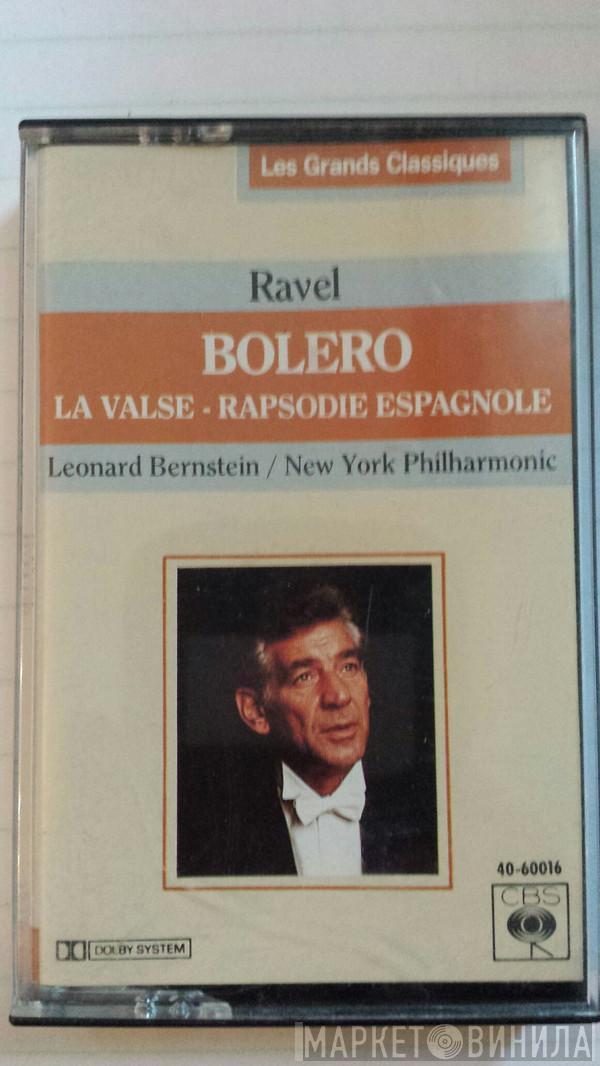 Les Grands Classiques
Ravel
BOLERO
LA VALSE - RAPSODIE ESPAGNOLE
Leonard Bernstein / New York Philharmonic
40-60016
CBS
DOLBY SYSTEM
МАРКЕТ ВИНИЛА